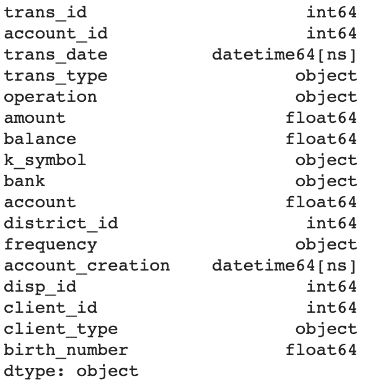 trans_id int64
account_id int64
trans_date datetime64[ns]
trans_type object
operation object
amount float64
balance float64
k_symbol object
bank object
account float64
district_id int64
frequency object
account_creation datetime64[ns]
disp_id int64
client_id int64
client_type object
birth_number float64
dtype: object